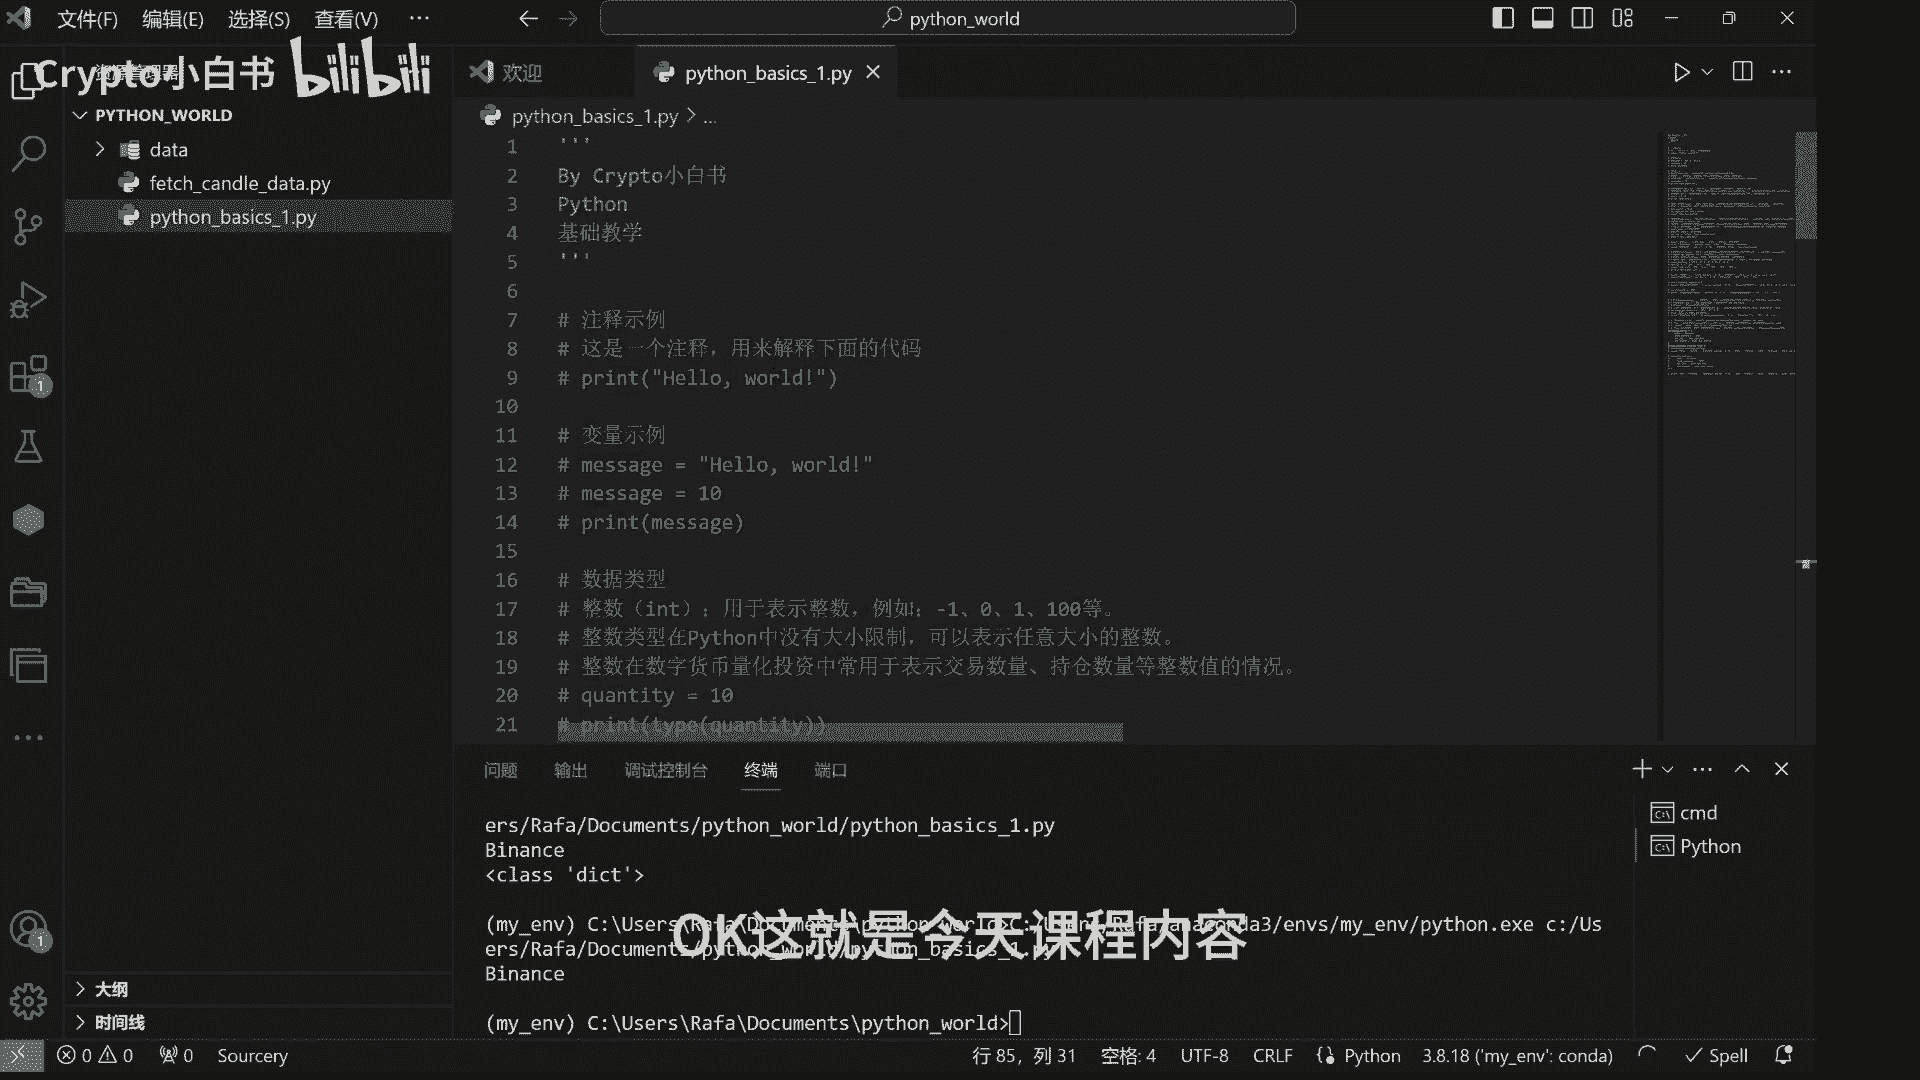 文件(F) 编辑(E) 选择(S) 查看(V) ··· python_world
Crypto小白书 bilibili
欢迎 python_basics_1.py
PYTHON_WORLD
data
fetch_candle_data.py
python_basics_1.py
python_basics_1.py > ...
1 '''
2 By Crypto小白书
3 Python
4 基础教学
5 '''
6
7 # 注释示例
8 # 这是一个注释，用来解释下面的代码
9 # print("Hello, world!")
10
11 # 变量示例
12 # message = "Hello, world!"
13 # message = 10
14 # print(message)
15
16 # 数据类型
17 # 整数（int）：用于表示整数，例如：-1、0、1、100等。
18 # 整数类型在Python中没有大小限制，可以表示任意大小的整数。
19 # 整数在数字货币量化投资中常用于表示交易数量、持仓数量等整数值的情况。
20 # quantity = 10
21 # print(type(quantity))
问题 输出 调试控制台 终端 端口
cmd
Python
ers/Rafa/Documents/python_world/python_basics_1.py
Binance
<class 'dict'>
(my_env) C:\Users\Rafa\Documents\python_world>C:/Users/Rafa/anaconda3/envs/my_env/python.exe c:/Us
ers/Rafa/Documents/python_world/python_basics_1.py
OK这就是今天课程内容
Binance
(my_env) C:\Users\Rafa\Documents\python_world>
大纲
时间线
0 0 0 Sourcery 行 85，列 31 空格: 4 UTF-8 CRLF Python 3.8.18 ('my_env': conda) Spell